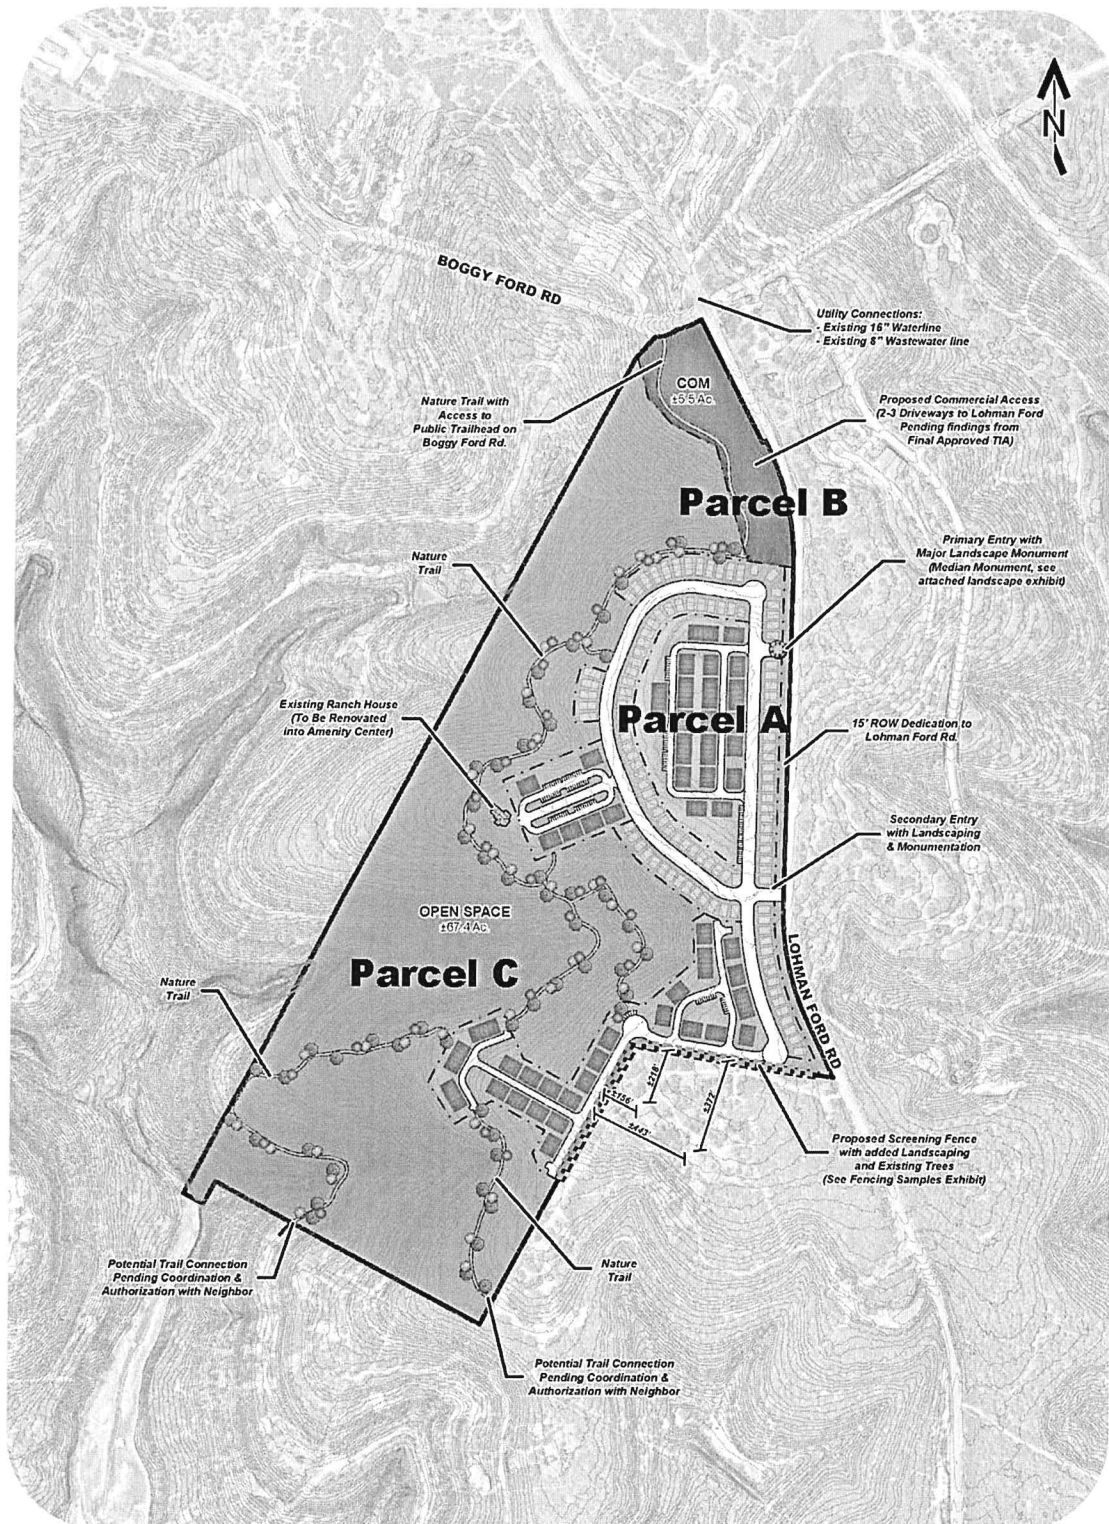 N
BOGGY FORD RD
Utility Connections:
- Existing 16" Waterline
- Existing 8" Wastewater line
COM
±5.5 Ac.
Nature Trail with
Access to
Public Trailhead on
Boggy Ford Rd.
Proposed Commercial Access
(2-3 Driveways to Lohman Ford
Pending findings from
Final Approved TIA)
Parcel B
Primary Entry with
Major Landscape Monument
(Median Monument, see
attached landscape exhibit)
Nature
Trail
Existing Ranch House
(To Be Renovated
into Amenity Center)
Parcel A
15' ROW Dedication to
Lohman Ford Rd.
Secondary Entry
with Landscaping
& Monumentation
OPEN SPACE
±67.4 Ac.
Parcel C
LOHMAN FORD RD
Nature
Trail
±218'
±156'
±372'
±443'
Proposed Screening Fence
with added Landscaping
and Existing Trees
(See Fencing Samples Exhibit)
Potential Trail Connection
Pending Coordination &
Authorization with Neighbor
Nature
Trail
Potential Trail Connection
Pending Coordination &
Authorization with Neighbor